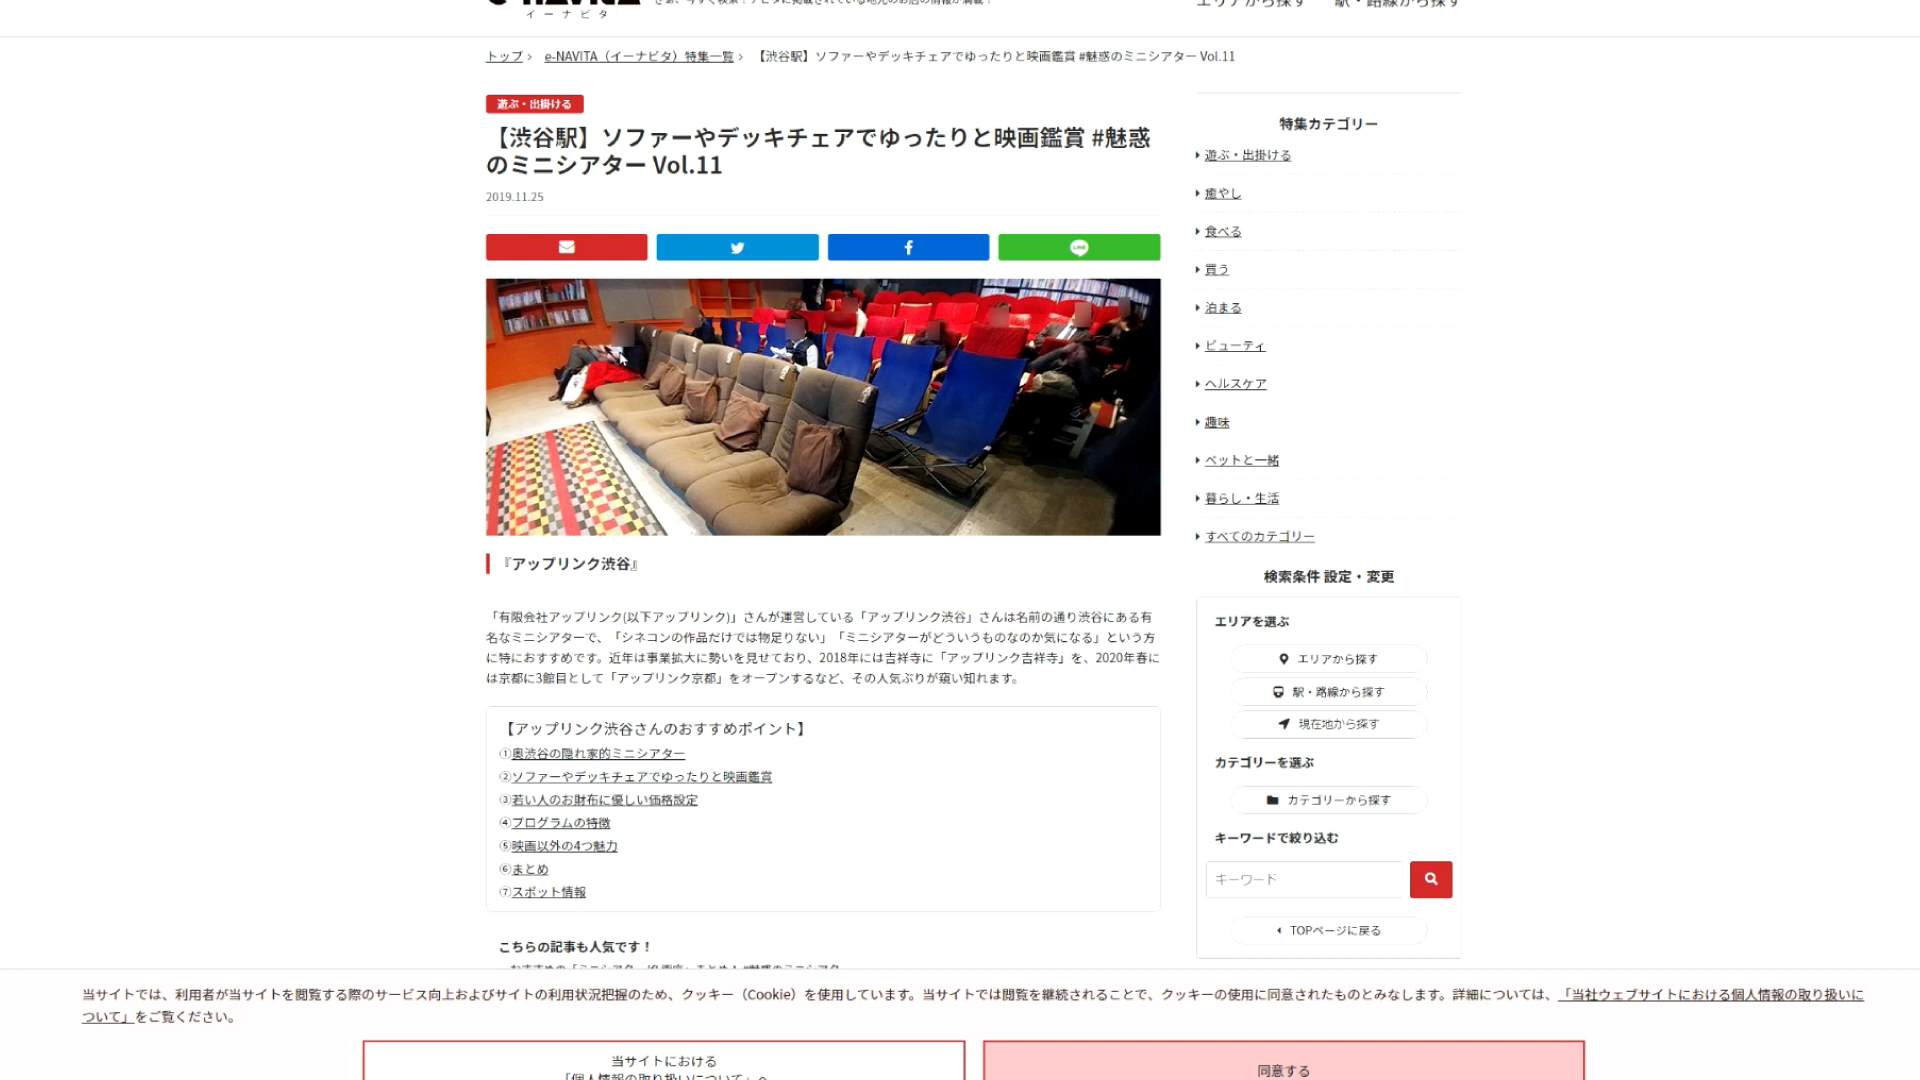 イーナビタ
トップ › e-NAVITA（イーナビタ）特集一覧 › 【渋谷駅】ソファーやデッキチェアでゆったりと映画鑑賞 #魅惑のミニシアター Vol.11
遊ぶ・出掛ける
【渋谷駅】ソファーやデッキチェアでゆったりと映画鑑賞 #魅惑
のミニシアター Vol.11
2019.11.25
LINE
『アップリンク渋谷』
「有限会社アップリンク(以下アップリンク)」さんが運営している「アップリンク渋谷」さんは名前の通り渋谷にある有
名なミニシアターで、「シネコンの作品だけでは物足りない」「ミニシアターがどういうものなのか気になる」という方
に特におすすめです。近年は事業拡大に勢いを見せており、2018年には吉祥寺に「アップリンク吉祥寺」を、2020年春に
は京都に3館目として「アップリンク京都」をオープンするなど、その人気ぶりが窺い知れます。
【アップリンク渋谷さんのおすすめポイント】
①奥渋谷の隠れ家的ミニシアター
②ソファーやデッキチェアでゆったりと映画鑑賞
③若い人のお財布に優しい価格設定
④プログラムの特徴
⑤映画以外の4つ魅力
⑥まとめ
⑦スポット情報
こちらの記事も人気です！
エリアから探す 駅・路線から探す
特集カテゴリー
遊ぶ・出掛ける
癒やし
食べる
買う
泊まる
ビューティ
ヘルスケア
趣味
ペットと一緒
暮らし・生活
すべてのカテゴリー
検索条件 設定・変更
エリアを選ぶ
エリアから探す
駅・路線から探す
現在地から探す
カテゴリーを選ぶ
カテゴリーから探す
キーワードで絞り込む
キーワード
TOPページに戻る
当サイトでは、利用者が当サイトを閲覧する際のサービス向上およびサイトの利用状況把握のため、クッキー（Cookie）を使用しています。当サイトでは閲覧を継続されることで、クッキーの使用に同意されたものとみなします。詳細については、「当社ウェブサイトにおける個人情報の取り扱いに
ついて」をご覧ください。
当サイトにおける
「個人情報の取り扱いについて」へ
同意する